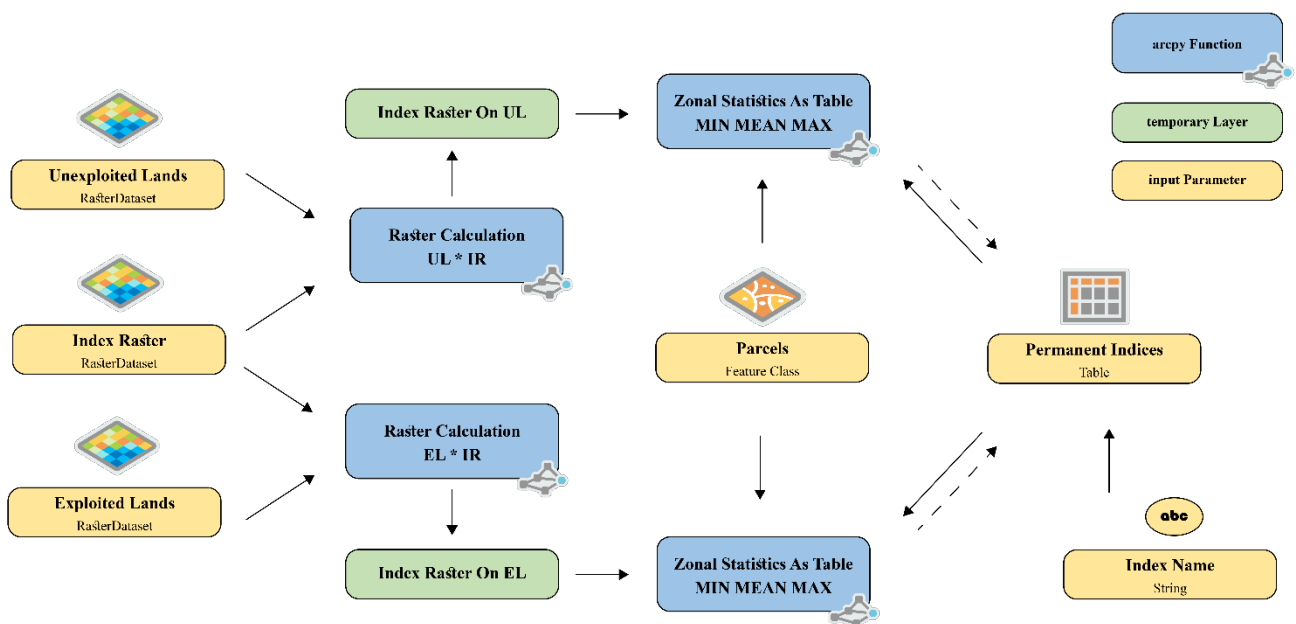 arcpy Function
temporary Layer
input Parameter
Unexploited Lands
RasterDataset
Index Raster
RasterDataset
Exploited Lands
RasterDataset
Index Raster On UL
Raster Calculation
UL * IR
Raster Calculation
EL * IR
Index Raster On EL
Zonal Statistics As Table
MIN MEAN MAX
Parcels
Feature Class
Zonal Statistics As Table
MIN MEAN MAX
Permanent Indices
Table
abc
Index Name
String